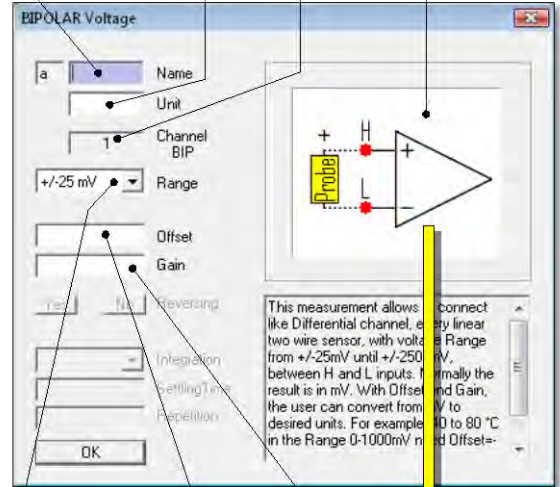 BIPOLAR Voltage
a
Name
Unit
1
Channel
BIP
+/-25 mV
Range
Offset
Gain
Yes No Reversing
Integration
SettlingTime
Repetition
OK
+ H
+
Probe
L
-
This measurement allows connect
like Differential channel, every linear
two wire sensor, with voltage Range
from +/-25mV until +/-250
between H and L inputs. Normally the
result is in mV. With Offset and Gain,
the user can convert from mV to
desired units. For example 40 to 80 °C
in the Range 0-1000mV need Offset=-